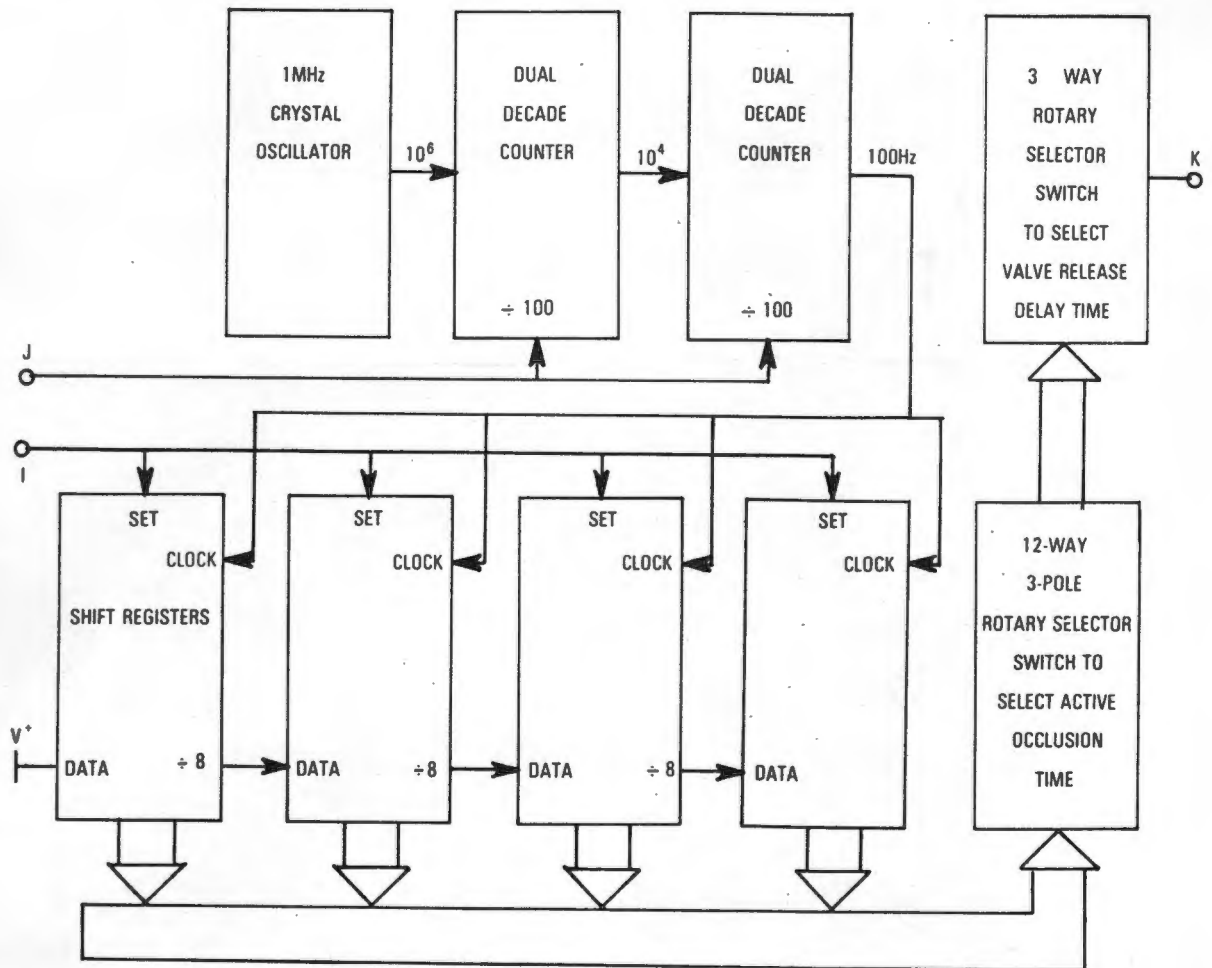 1MHz
CRYSTAL
OSCILLATOR
10⁶
DUAL
DECADE
COUNTER
÷ 100
10⁴
DUAL
DECADE
COUNTER
÷ 100
100Hz
3 WAY
ROTARY
SELECTOR
SWITCH
TO SELECT
VALVE RELEASE
DELAY TIME
K
J
I
SET
CLOCK
SHIFT REGISTERS
V⁺
DATA
÷ 8
SET
CLOCK
DATA
÷8
SET
CLOCK
DATA
÷ 8
SET
CLOCK
DATA
12-WAY
3-POLE
ROTARY SELECTOR
SWITCH TO
SELECT ACTIVE
OCCLUSION
TIME